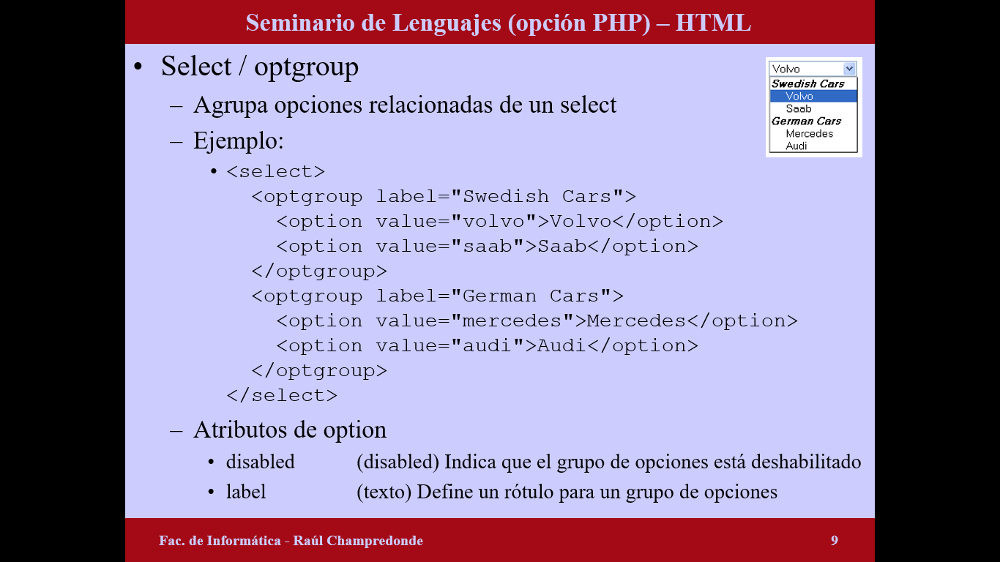 Seminario de Lenguajes (opción PHP) – HTML
• Select / optgroup
– Agrupa opciones relacionadas de un select
– Ejemplo:
• <select>
<optgroup label="Swedish Cars">
<option value="volvo">Volvo</option>
<option value="saab">Saab</option>
</optgroup>
<optgroup label="German Cars">
<option value="mercedes">Mercedes</option>
<option value="audi">Audi</option>
</optgroup>
</select>
– Atributos de option
• disabled (disabled) Indica que el grupo de opciones está deshabilitado
• label (texto) Define un rótulo para un grupo de opciones
Volvo
Swedish Cars
Volvo
Saab
German Cars
Mercedes
Audi
Fac. de Informática - Raúl Champredonde 9